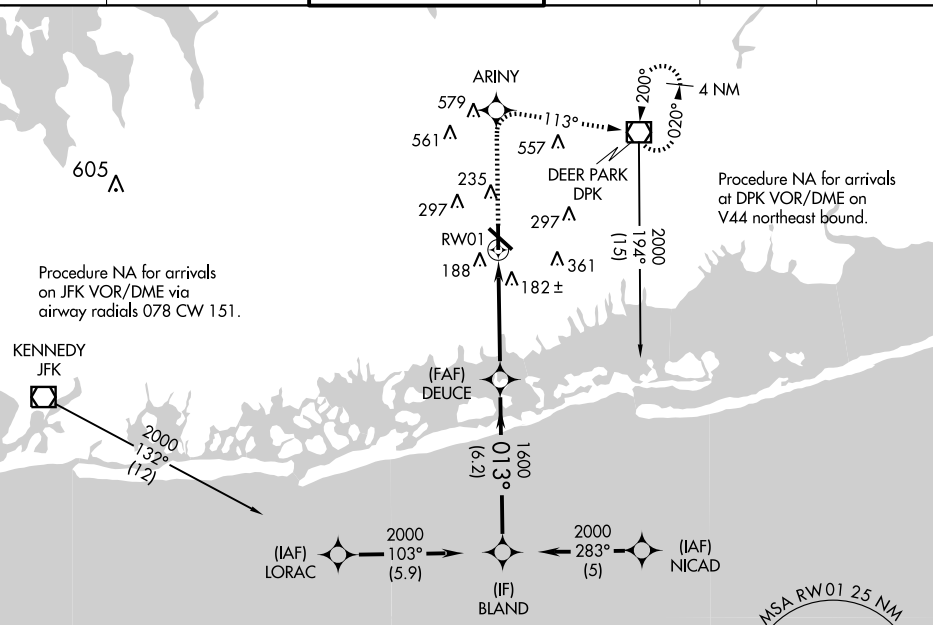 ARINY
579
561
113°
557
200°
4 NM
020°
DEER PARK
DPK
605
235
297
297
Procedure NA for arrivals
at DPK VOR/DME on
V44 northeast bound.
RW01
188
182 ±
361
2000
194°
(15)
Procedure NA for arrivals
on JFK VOR/DME via
airway radials 078 CW 151.
KENNEDY
JFK
(FAF)
DEUCE
2000
132°
(12)
1600
013°
(6.2)
(IAF)
LORAC
2000
103°
(5.9)
2000
283°
(5)
(IAF)
NICAD
(IF)
BLAND
MSA RW01 25 NM